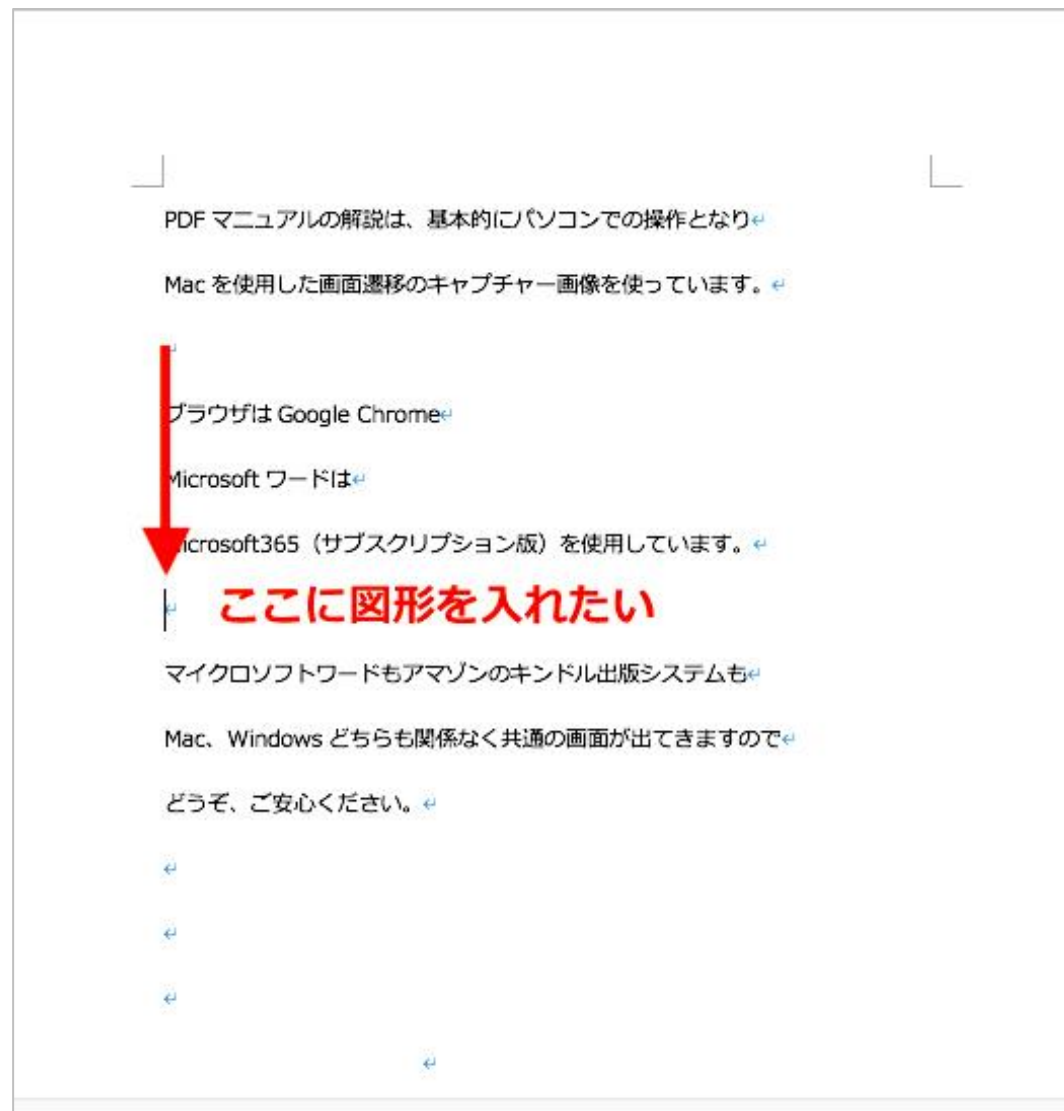 PDF マニュアルの解説は、基本的にパソコンでの操作となり
Mac を使用した画面遷移のキャプチャー画像を使っています。
ブラウザは Google Chrome
Microsoft ワードは
Microsoft365（サブスクリプション版）を使用しています。
ここに図形を入れたい
マイクロソフトワードもアマゾンのキンドル出版システムも
Mac、Windows どちらも関係なく共通の画面が出てきますので
どうぞ、ご安心ください。